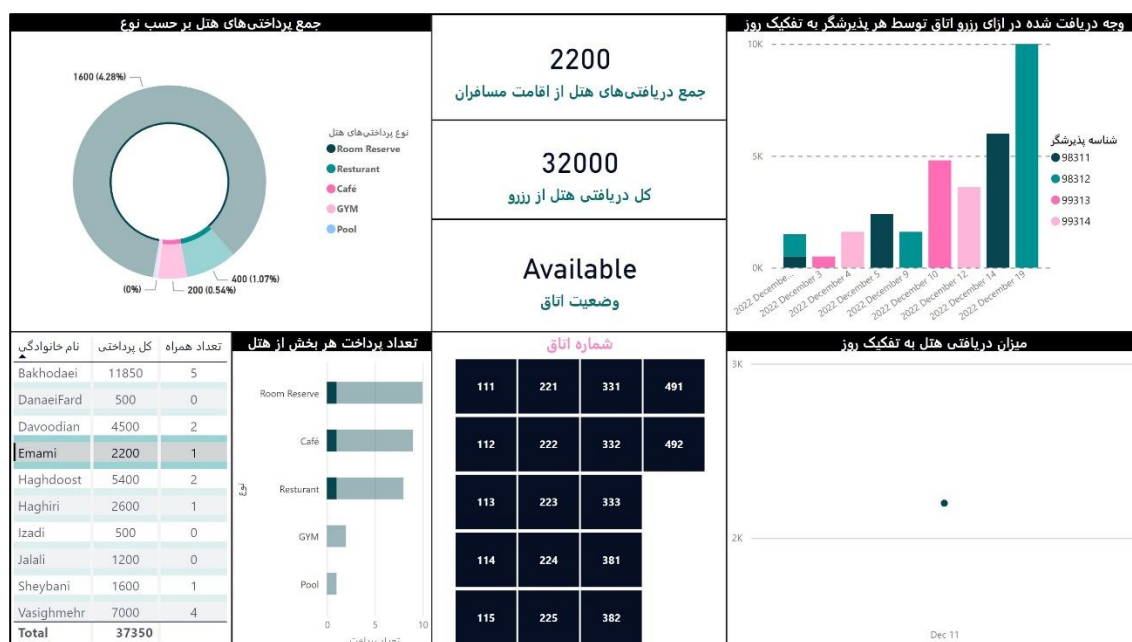 جمع پرداختی‌های هتل بر حسب نوع
1600 (4.28%)
400 (1.07%)
200 (0.54%)
(0%)
نوع پرداختی‌های هتل
Room Reserve
Resturant
Café
GYM
Pool
2200
جمع دریافتی‌های هتل از اقامت مسافران
32000
کل دریافتی هتل از رزرو
Available
وضعیت اتاق
وجه دریافت شده در ازای رزرو اتاق توسط هر پذیرشگر به تفکیک روز
10K
5K
0K
2022 Decembe...
2022 December 3
2022 December 4
2022 December 5
2022 December 9
2022 December 10
2022 December 12
2022 December 14
2022 December 19
شناسه پذیرشگر
98311
98312
99313
99314
نام خانوادگی کل پرداختی تعداد همراه
Bakhodaei 11850 5
DanaeiFard 500 0
Davoodian 4500 2
Emami 2200 1
Haghdoost 5400 2
Haghiri 2600 1
Izadi 500 0
Jalali 1200 0
Sheybani 1600 1
Vasighmehr 7000 4
Total 37350
تعداد پرداخت هر بخش از هتل
نوع
Room Reserve
Café
Resturant
GYM
Pool
0 5 10
تعداد پرداخت
شماره اتاق
111 221 331 491
112 222 332 492
113 223 333
114 224 381
115 225 382
میزان دریافتی هتل به تفکیک روز
3K
2K
Dec 11